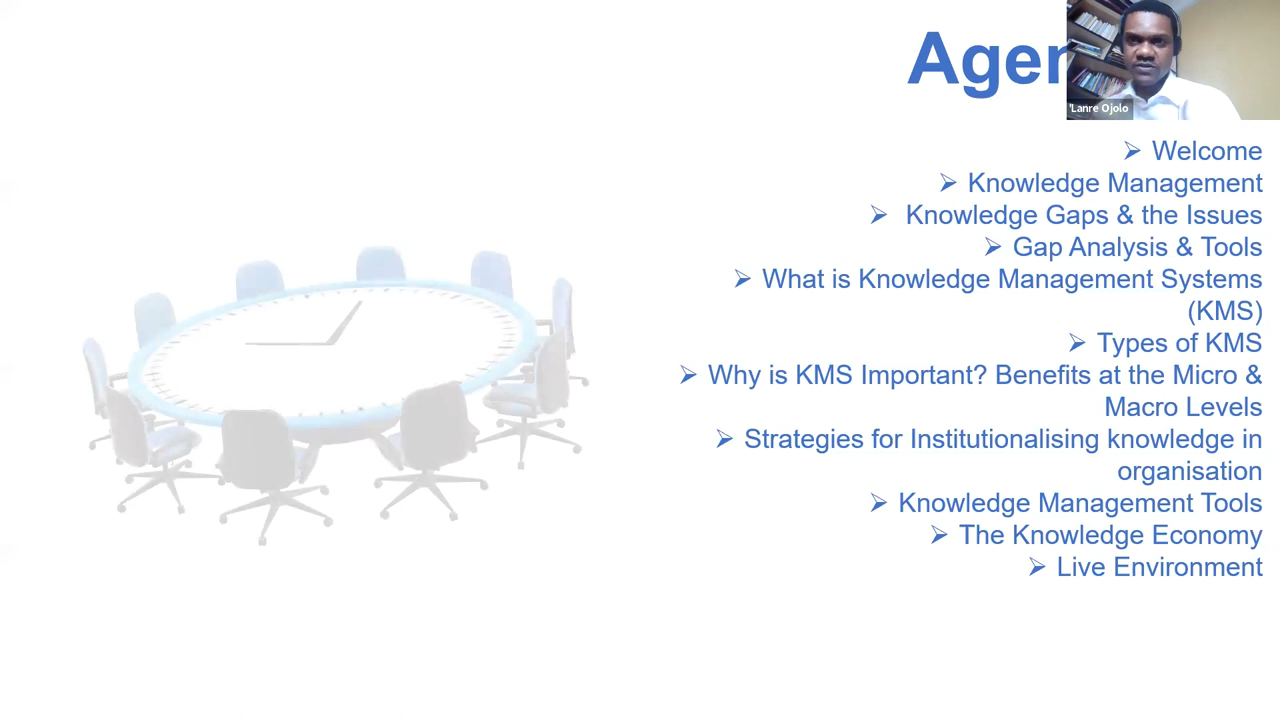 Agen
'Lanre Ojolo
➢ Welcome
➢ Knowledge Management
➢ Knowledge Gaps & the Issues
➢ Gap Analysis & Tools
➢ What is Knowledge Management Systems
(KMS)
➢ Types of KMS
➢ Why is KMS Important? Benefits at the Micro &
Macro Levels
➢ Strategies for Institutionalising knowledge in
organisation
➢ Knowledge Management Tools
➢ The Knowledge Economy
➢ Live Environment